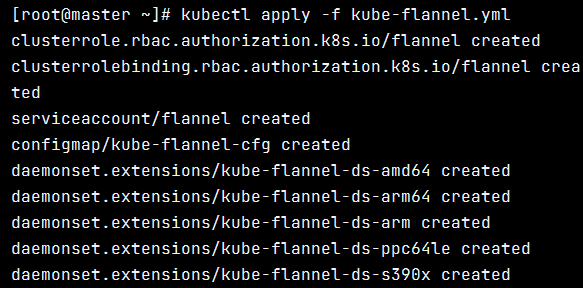 [root@master ~]# kubectl apply -f kube-flannel.yml
clusterrole.rbac.authorization.k8s.io/flannel created
clusterrolebinding.rbac.authorization.k8s.io/flannel crea
ted
serviceaccount/flannel created
configmap/kube-flannel-cfg created
daemonset.extensions/kube-flannel-ds-amd64 created
daemonset.extensions/kube-flannel-ds-arm64 created
daemonset.extensions/kube-flannel-ds-arm created
daemonset.extensions/kube-flannel-ds-ppc64le created
daemonset.extensions/kube-flannel-ds-s390x created